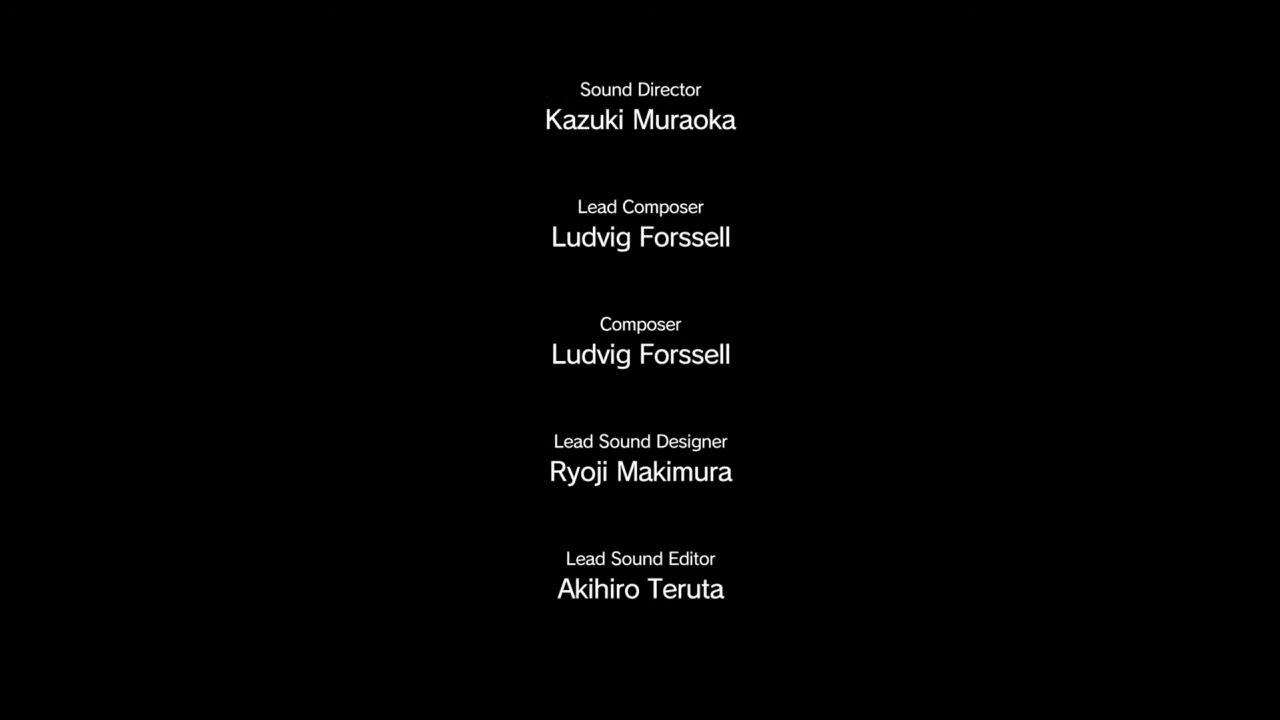 Sound Director
Kazuki Muraoka
Lead Composer
Ludvig Forssell
Composer
Ludvig Forssell
Lead Sound Designer
Ryoji Makimura
Lead Sound Editor
Akihiro Teruta